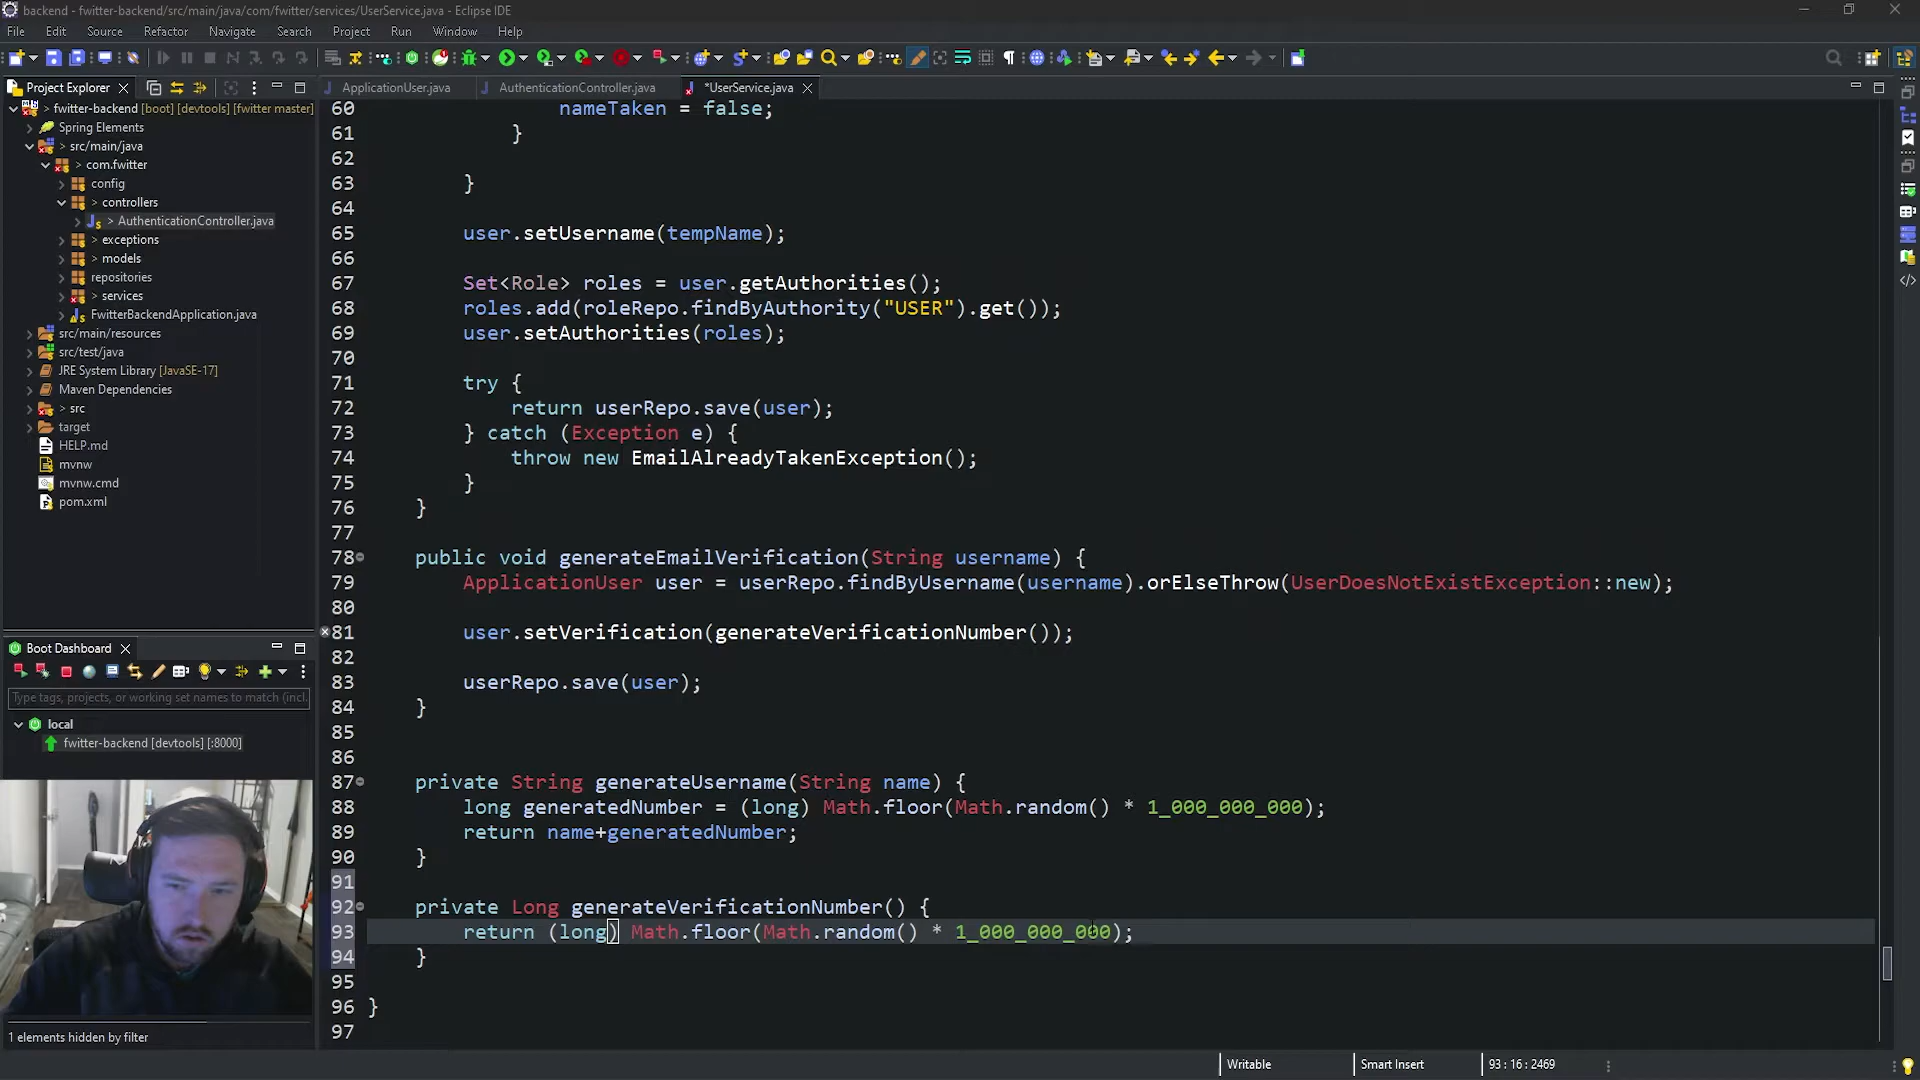 backend - fwitter-backend/src/main/java/com/fwitter/services/UserService.java - Eclipse IDE
File Edit Source Refactor Navigate Search Project Run Window Help
Project Explorer
ApplicationUser.java
AuthenticationController.java
*UserService.java
fwitter-backend [boot] [devtools] [fwitter master]
Spring Elements
> src/main/java
> com.fwitter
config
> controllers
> AuthenticationController.java
> exceptions
> models
repositories
> services
FwitterBackendApplication.java
src/main/resources
src/test/java
JRE System Library [JavaSE-17]
Maven Dependencies
> src
target
HELP.md
mvnw
mvnw.cmd
pom.xml
Boot Dashboard
Type tags, projects, or working set names to match (incl.
local
fwitter-backend [devtools] [:8000]
1 elements hidden by filter
60 nameTaken = false;
61 }
62
63 }
64
65 user.setUsername(tempName);
66
67 Set<Role> roles = user.getAuthorities();
68 roles.add(roleRepo.findByAuthority("USER").get());
69 user.setAuthorities(roles);
70
71 try {
72 return userRepo.save(user);
73 } catch (Exception e) {
74 throw new EmailAlreadyTakenException();
75 }
76 }
77
78 public void generateEmailVerification(String username) {
79 ApplicationUser user = userRepo.findByUsername(username).orElseThrow(UserDoesNotExistException::new);
80
81 user.setVerification(generateVerificationNumber());
82
83 userRepo.save(user);
84 }
85
86
87 private String generateUsername(String name) {
88 long generatedNumber = (long) Math.floor(Math.random() * 1_000_000_000);
89 return name+generatedNumber;
90 }
91
92 private Long generateVerificationNumber() {
93 return (long) Math.floor(Math.random() * 1_000_000_000);
94 }
95
96 }
97
Writable
Smart Insert
93 : 16 : 2469